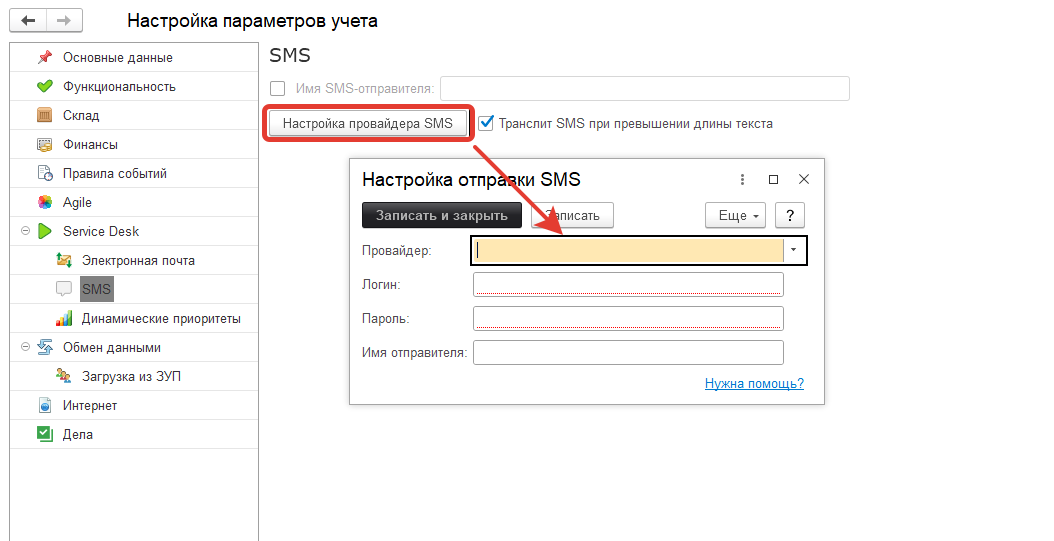 Настройка параметров учета
Основные данные
Функциональность
Склад
Финансы
Правила событий
Agile
Service Desk
Электронная почта
SMS
Динамические приоритеты
Обмен данными
Загрузка из ЗУП
Интернет
Дела
SMS
Имя SMS-отправителя:
Настройка провайдера SMS Транслит SMS при превышении длины текста
Настройка отправки SMS
Записать и закрыть Записать Еще ?
Провайдер:
Логин:
Пароль:
Имя отправителя:
Нужна помощь?